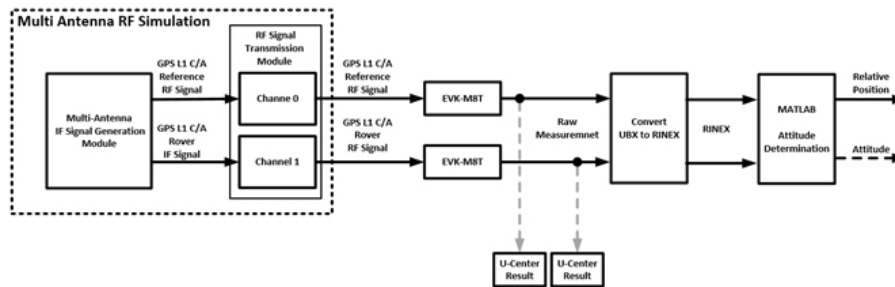 Multi Antenna RF Simulation
RF Signal
Transmission
Module
GPS L1 C/A
Reference
RF Signal
GPS L1 C/A
Reference
RF Signal
Multi-Antenna
IF Signal Generation
Module
Channe 0
EVK-M8T
GPS L1 C/A
Rover
IF Signal
Channel 1
GPS L1 C/A
Rover
RF Signal
EVK-M8T
Raw
Measuremnet
Convert
UBX to RINEX
RINEX
MATLAB
Attitude
Determination
Relative
Position
Attitude
U-Center
Result
U-Center
Result